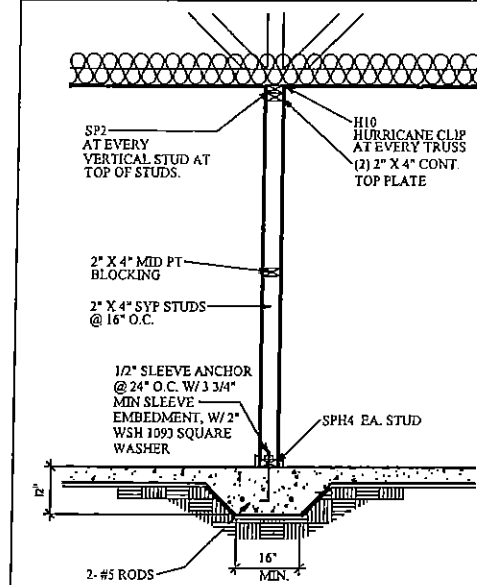 SP2
AT EVERY
VERTICAL STUD AT
TOP OF STUDS.
H10
HURRICANE CLIP
AT EVERY TRUSS
(2) 2" X 4" CONT.
TOP PLATE
2" X 4" MID PT
BLOCKING
2" X 4" SYP STUDS
@ 16" O.C.
1/2" SLEEVE ANCHOR
@ 24" O.C. W/ 3 3/4"
MIN SLEEVE
EMBEDMENT, W/ 2"
WSH 1093 SQUARE
WASHER
SPH4 EA. STUD
12"
16"
MIN.
2- #5 RODS